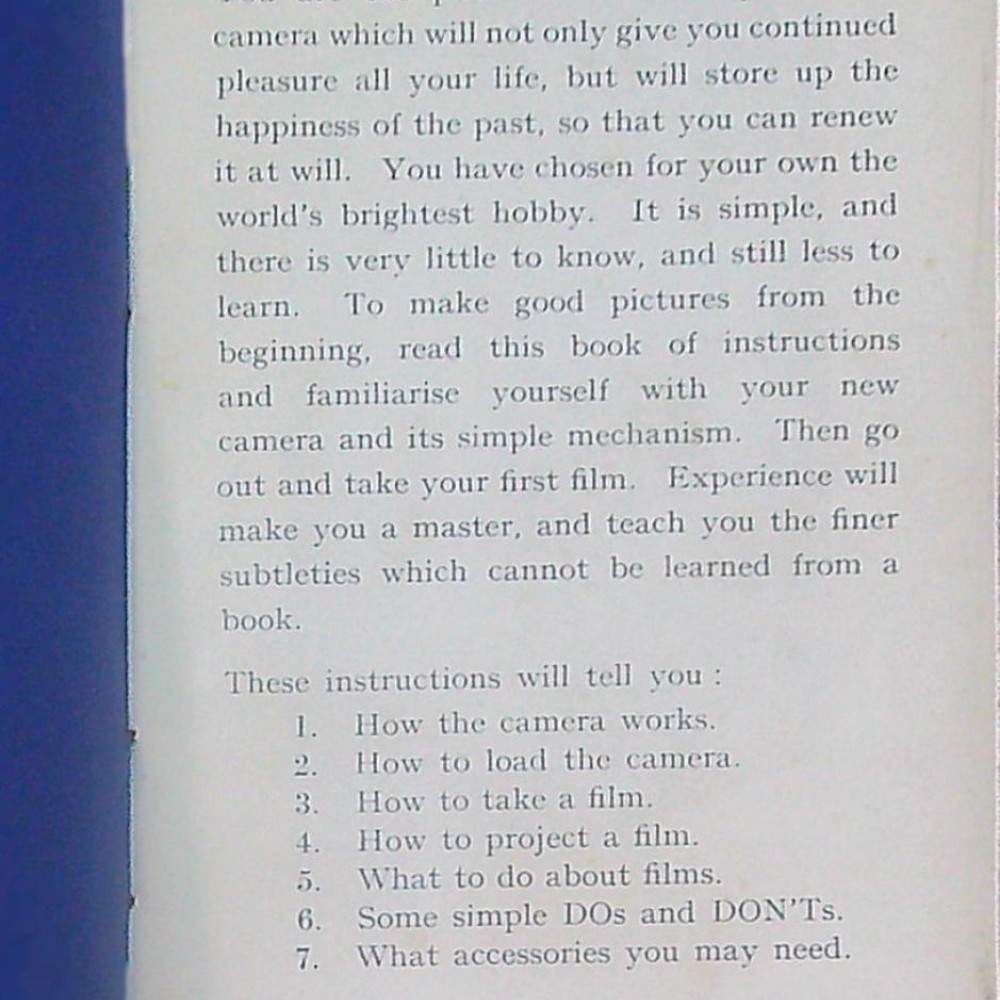 camera which will not only give you continued
pleasure all your life, but will store up the
happiness of the past, so that you can renew
it at will. You have chosen for your own the
world's brightest hobby. It is simple, and
there is very little to know, and still less to
learn. To make good pictures from the
beginning, read this book of instructions
and familiarise yourself with your new
camera and its simple mechanism. Then go
out and take your first film. Experience will
make you a master, and teach you the finer
subtleties which cannot be learned from a
book.
These instructions will tell you :
1. How the camera works.
2. How to load the camera.
3. How to take a film.
4. How to project a film.
5. What to do about films.
6. Some simple DOs and DON'Ts.
7. What accessories you may need.